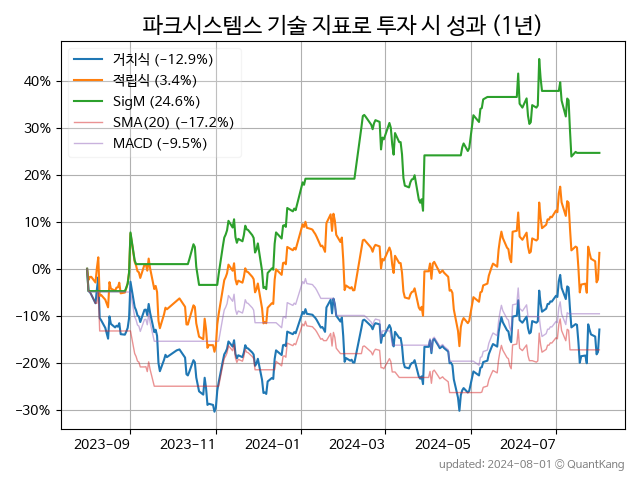 파크시스템스 기술 지표로 투자 시 성과 (1년)
거치식 (−12.9%)
적립식 (3.4%)
SigM (24.6%)
SMA(20) (−17.2%)
MACD (−9.5%)
40%
30%
20%
10%
0%
−10%
−20%
−30%
2023-09 2023-11 2024-01 2024-03 2024-05 2024-07
updated: 2024-08-01 © QuantKang